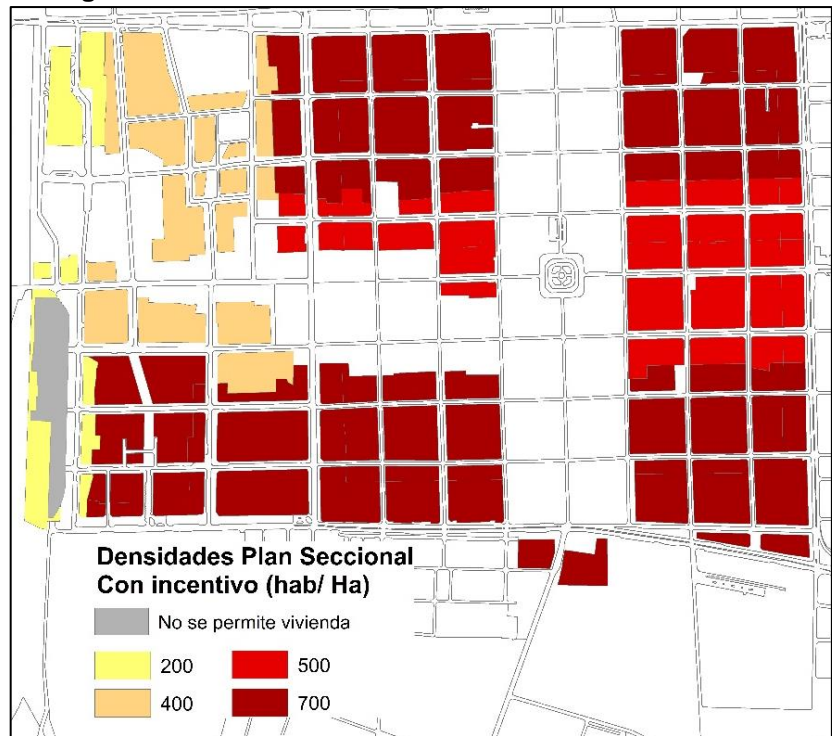 Densidades Plan Seccional
Con incentivo (hab/ Ha)
No se permite vivienda
200
500
400
700